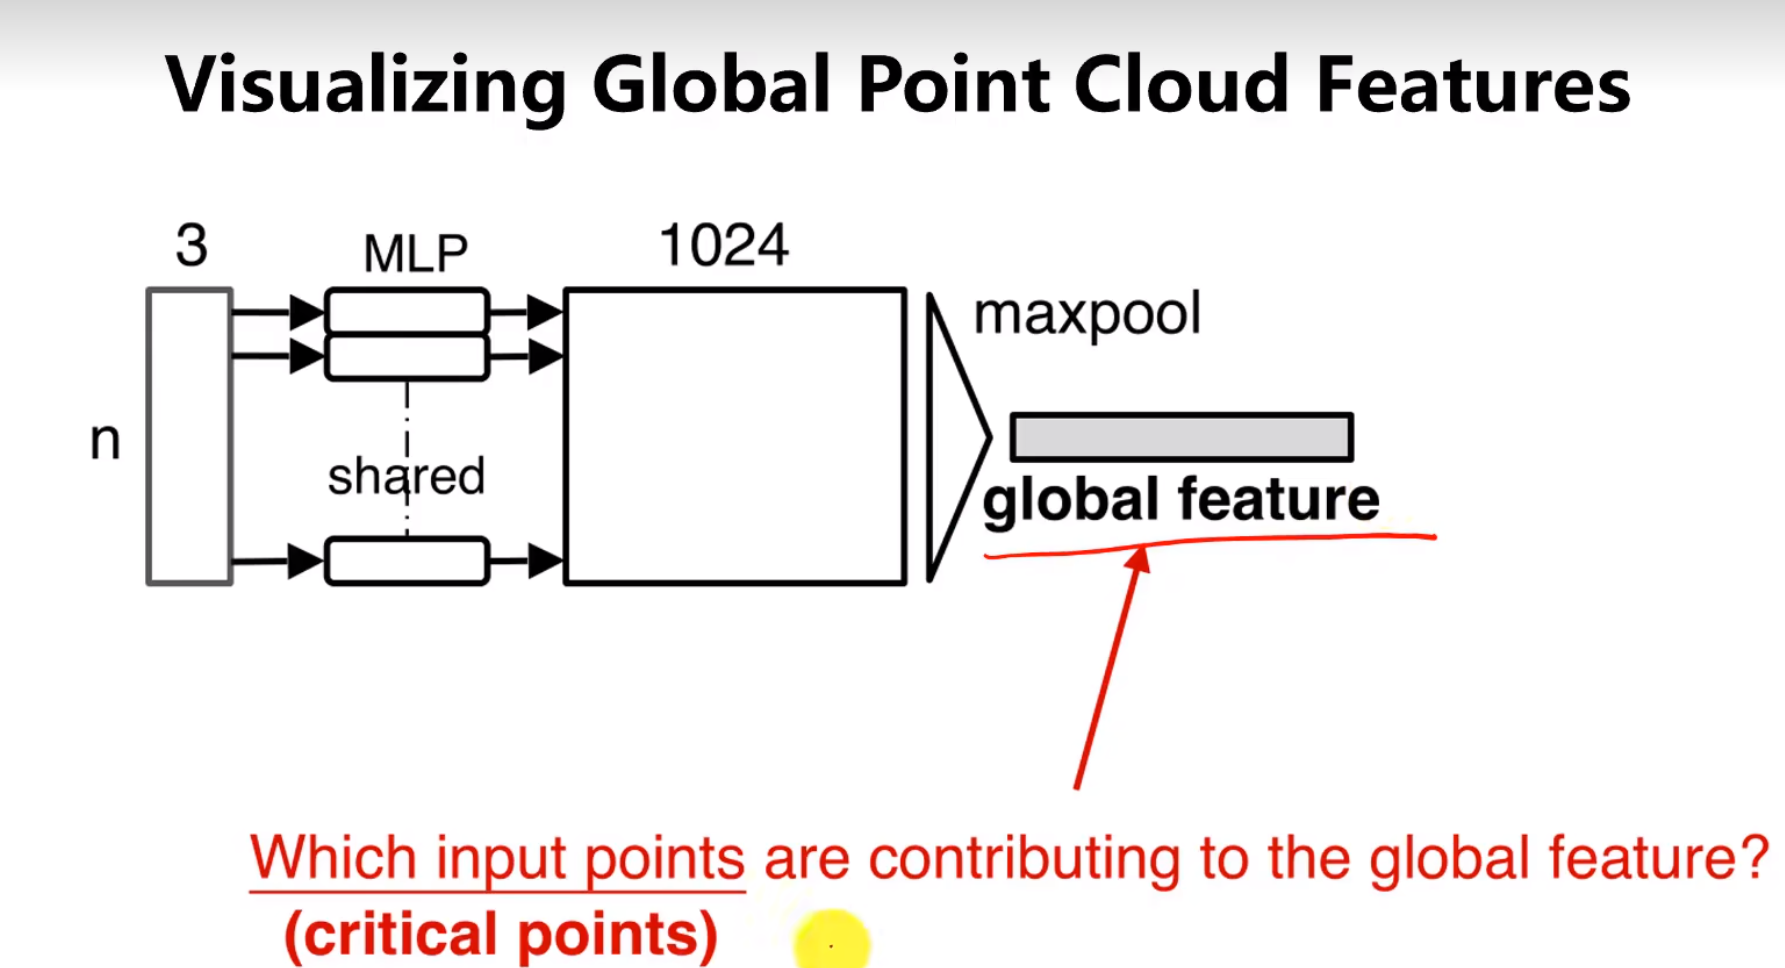 Visualizing Global Point Cloud Features
3
MLP
1024
maxpool
n
shared
global feature
Which input points are contributing to the global feature?
(critical points)